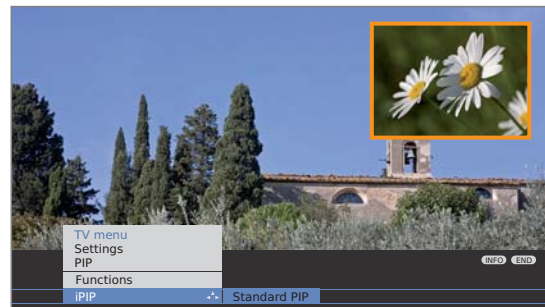 TV menu
Settings
PIP
INFO END
Functions
iPIP Standard PIP